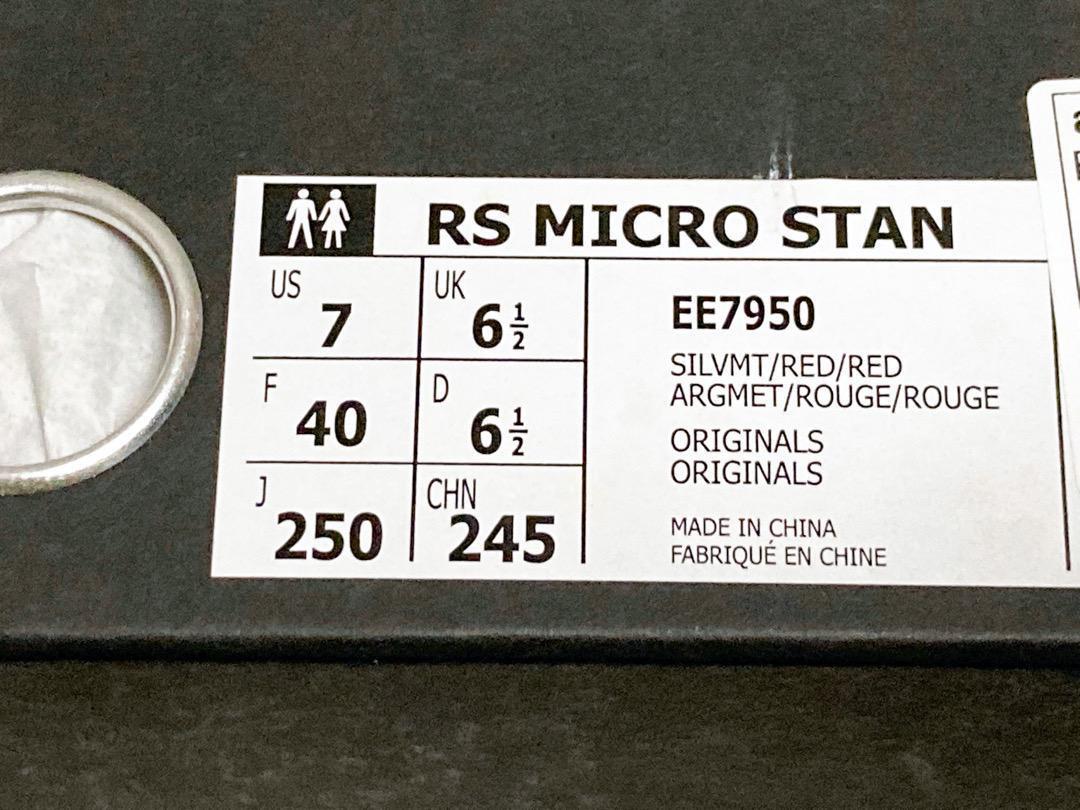 RS MICRO STAN
US 7
UK 6 1/2
F 40
D 6 1/2
J 250
CHN 245
EE7950
SILVMT/RED/RED
ARGMET/ROUGE/ROUGE
ORIGINALS
ORIGINALS
MADE IN CHINA
FABRIQUÉ EN CHINE